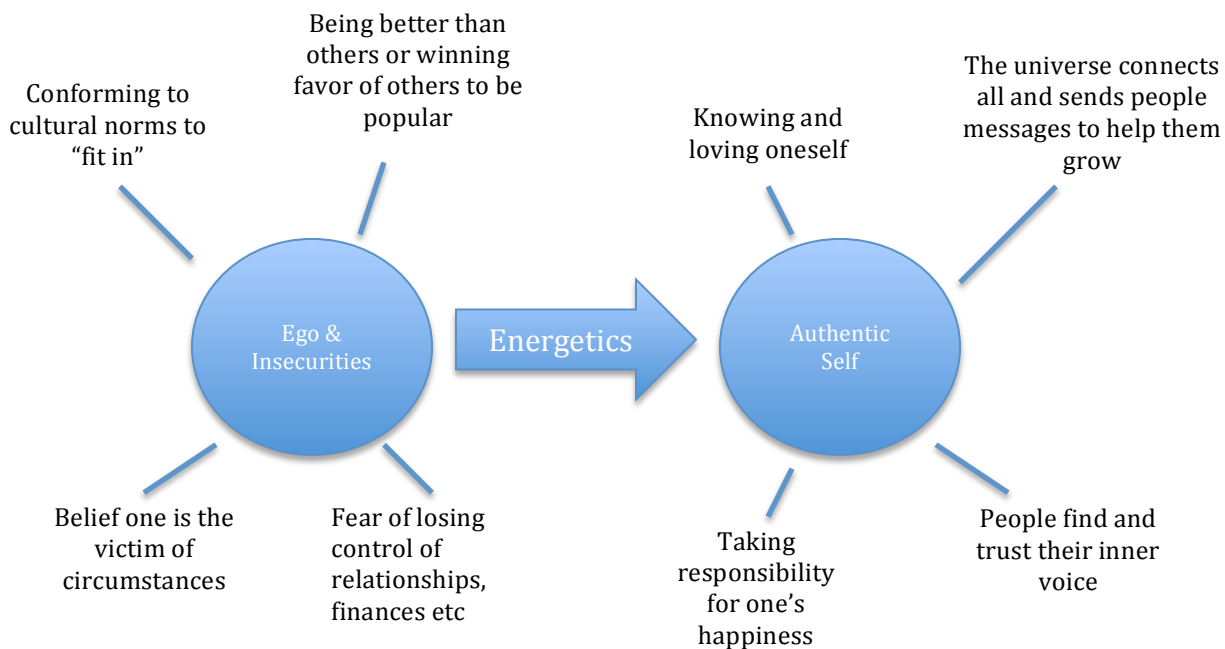 Being better than
others or winning
favor of others to be
popular
Conforming to
cultural norms to
“fit in”
Knowing and
loving oneself
The universe connects
all and sends people
messages to help them
grow
Ego &
Insecurities
Energetics
Authentic
Self
Belief one is the
victim of
circumstances
Fear of losing
control of
relationships,
finances etc
Taking
responsibility
for one’s
happiness
People find and
trust their inner
voice